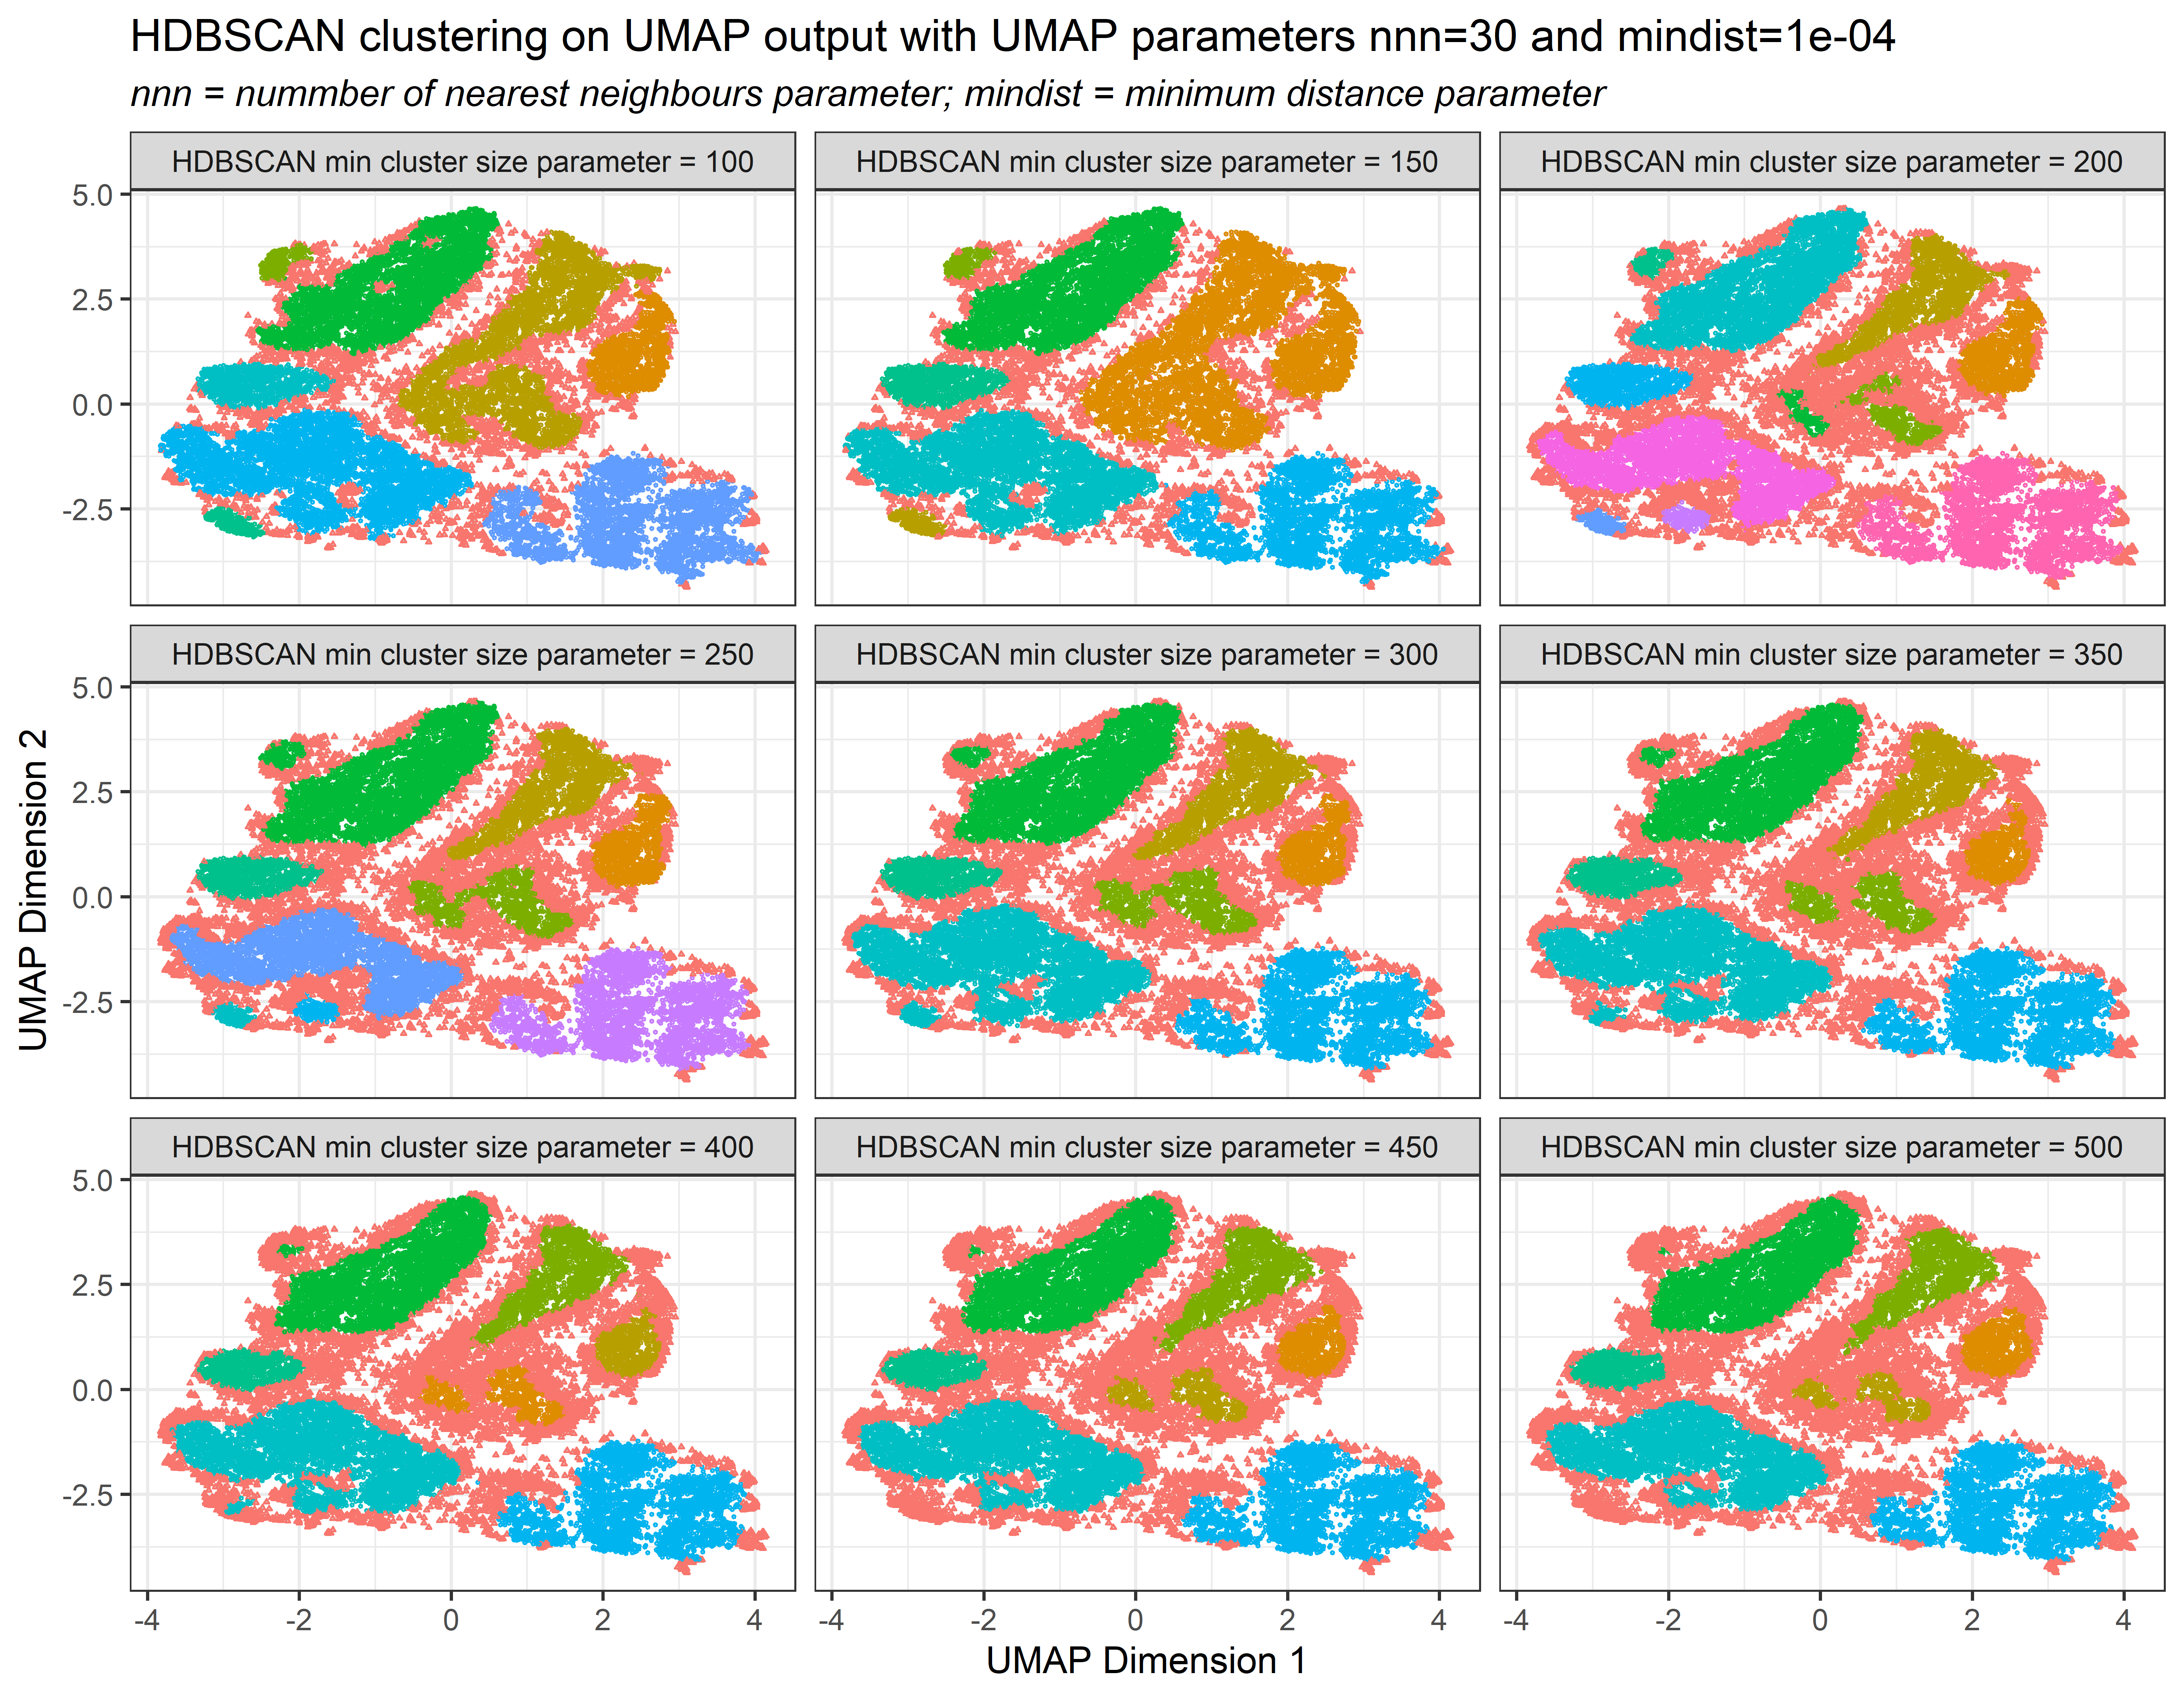 HDBSCAN clustering on UMAP output with UMAP parameters nnn=30 and mindist=1e-04
nnn = nummber of nearest neighbours parameter; mindist = minimum distance parameter
HDBSCAN min cluster size parameter = 100
HDBSCAN min cluster size parameter = 150
HDBSCAN min cluster size parameter = 200
5.0
2.5
0.0
-2.5
HDBSCAN min cluster size parameter = 250
HDBSCAN min cluster size parameter = 300
HDBSCAN min cluster size parameter = 350
5.0
2.5
0.0
-2.5
UMAP Dimension 2
HDBSCAN min cluster size parameter = 400
HDBSCAN min cluster size parameter = 450
HDBSCAN min cluster size parameter = 500
5.0
2.5
0.0
-2.5
-4 -2 0 2 4
-4 -2 0 2 4
-4 -2 0 2 4
UMAP Dimension 1